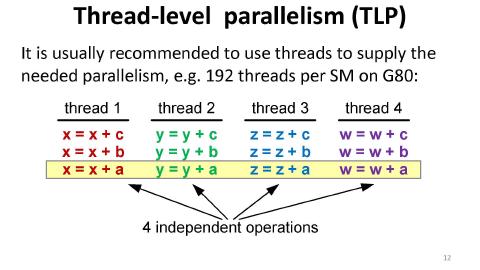 Thread-level parallelism (TLP)
It is usually recommended to use threads to supply the
needed parallelism, e.g. 192 threads per SM on G80:
thread 1 thread 2 thread 3 thread 4
x = x + c y = y + c z = z + c w = w + c
x = x + b y = y + b z = z + b w = w + b
x = x + a y = y + a z = z + a w = w + a
4 independent operations
12